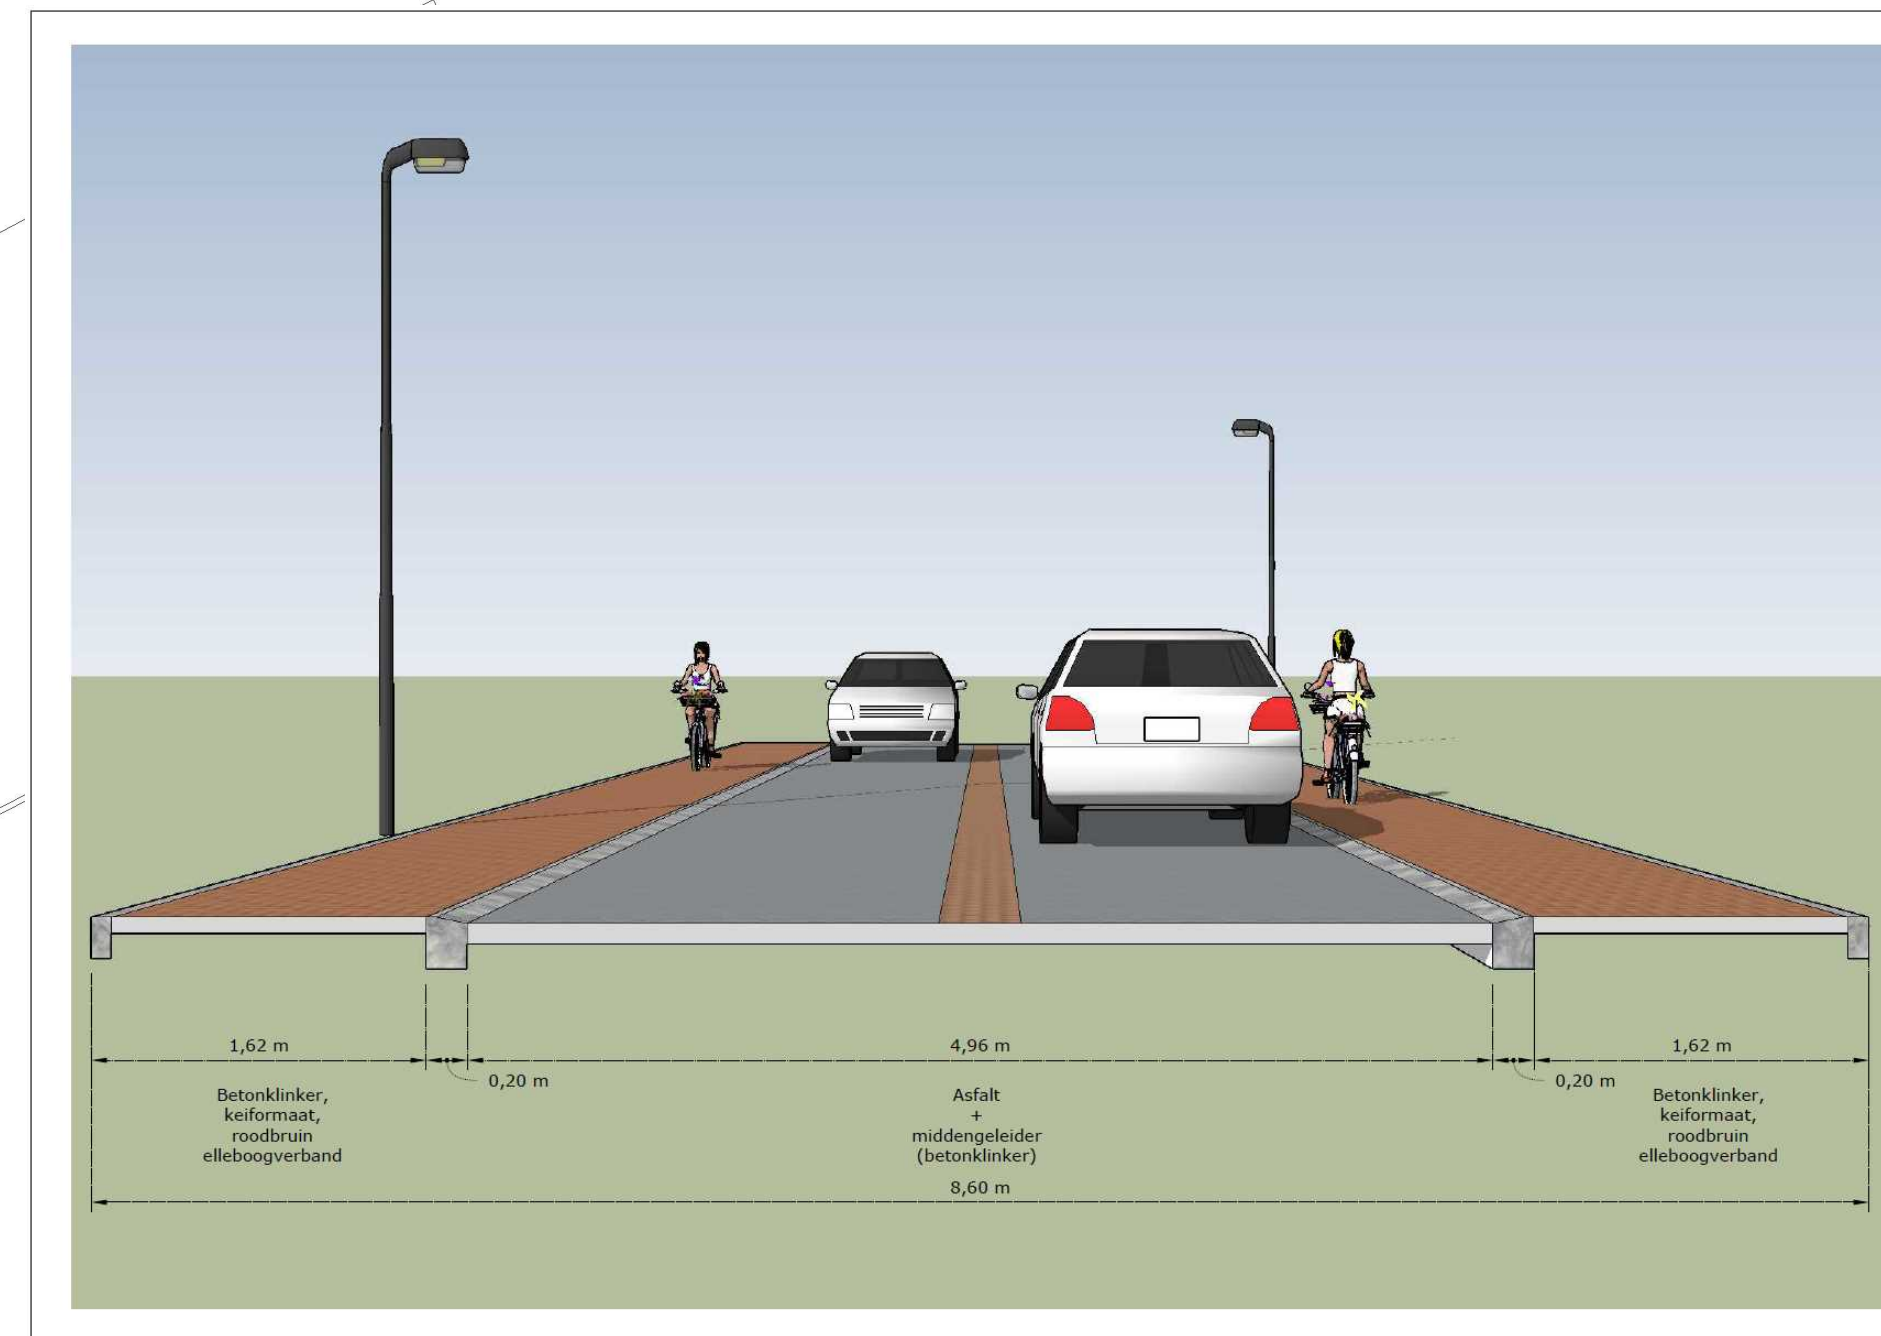 1,62 m
4,96 m
1,62 m
0,20 m
0,20 m
Betonklinker,
keiformaat,
roodbruin
elleboogverband
Asfalt
+
middengeleider
(betonklinker)
Betonklinker,
keiformaat,
roodbruin
elleboogverband
8,60 m